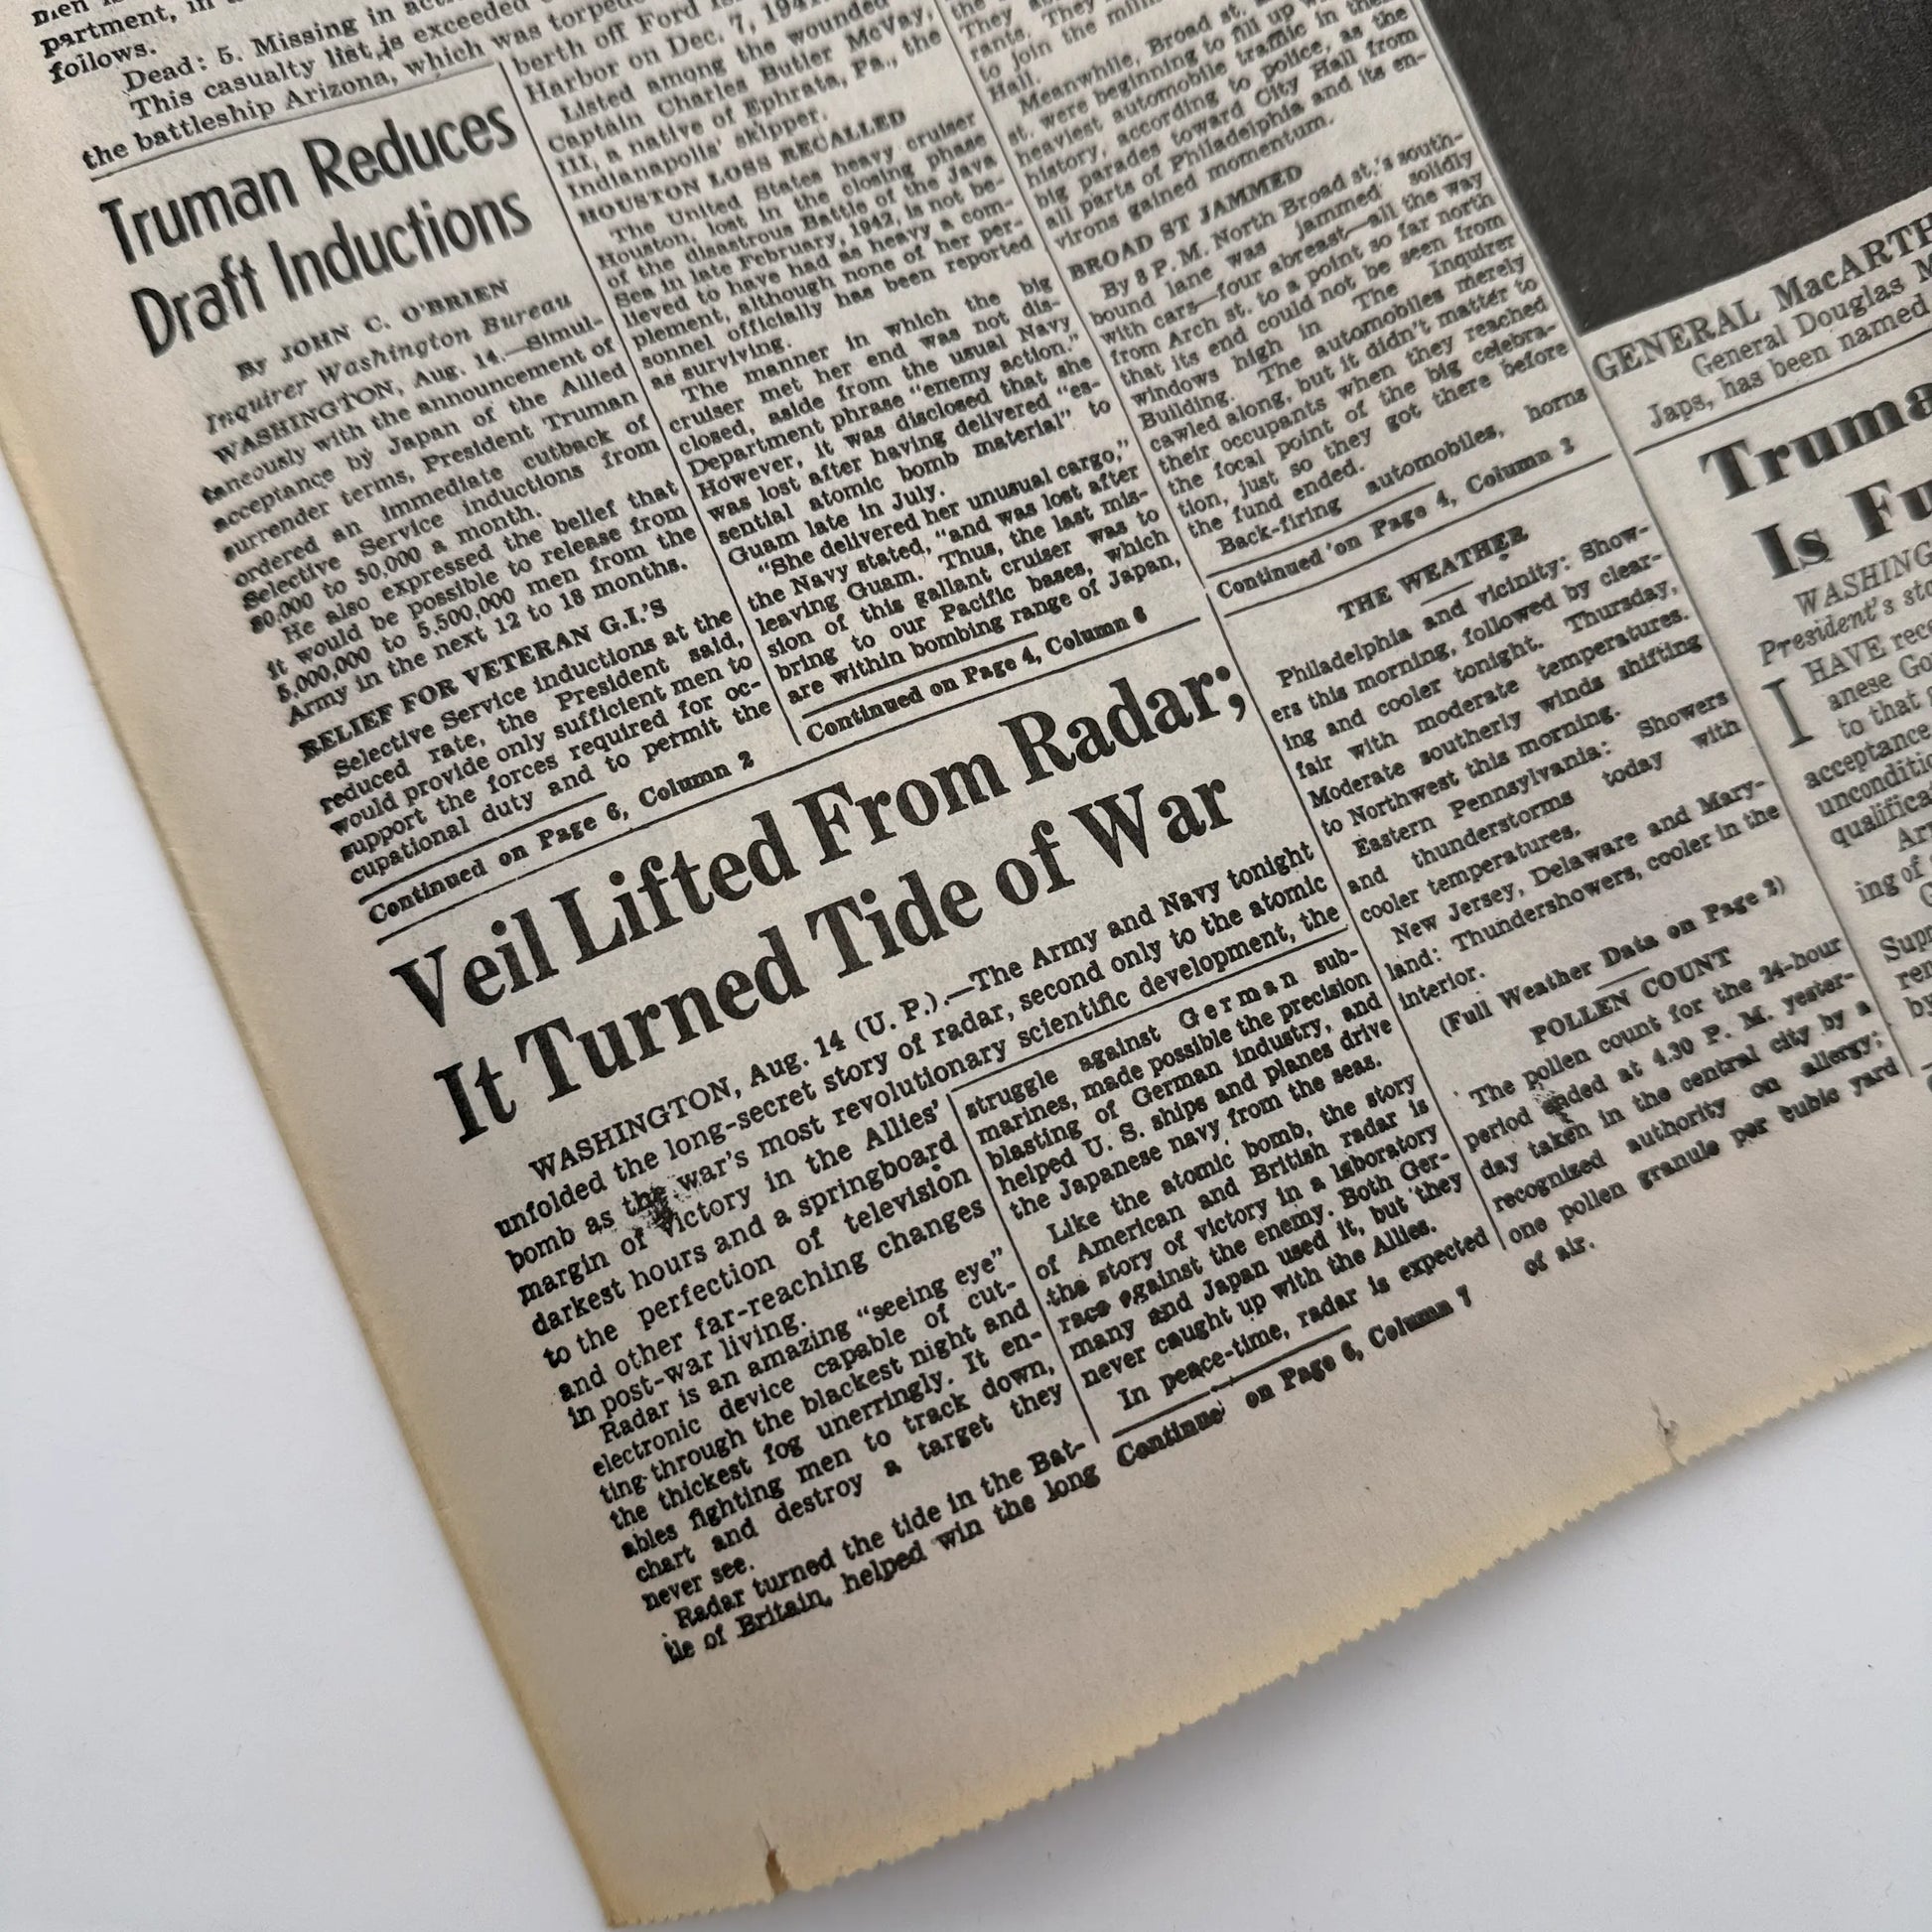 partment, in
follows.
Dead: 5. Missing in
This casualty list is exceeded
the battleship Arizona, which was
Truman Reduces
Draft Inductions
By JOHN C. O'BRIEN
Inquirer Washington Bureau
WASHINGTON, Aug. 14.—Simul-
taneously with the announcement of
acceptance by Japan of the Allied
surrender terms, President Truman
ordered an immediate cutback of
Selective Service inductions from
80,000 to 50,000 a month.
He also expressed the belief that
it would be possible to release from
5,000,000 to 5,500,000 men from the
Army in the next 12 to 18 months.
RELIEF FOR VETERAN G.I.'S
Selective Service inductions at the
reduced rate, the President said,
would provide only sufficient men to
support the forces required for oc-
cupational duty and to permit the
Continued on Page 6, Column 2
berth off Ford
Harbor on Dec. 7,
Listed among the wounded
Captain Charles Butler McVay,
III, a native of Ephrata, Pa., the
Indianapolis' skipper.
HOUSTON LOSS RECALLED
The United States heavy cruiser
Houston, lost in the closing phase
of the disastrous Battle of the Java
Sea in late February, 1942, is not be-
lieved to have had as heavy a com-
plement, although none of her per-
sonnel officially has been reported
as surviving.
The manner in which the big
cruiser met her end was not dis-
closed, aside from the usual Navy
Department phrase "enemy action."
However, it was disclosed that she
was lost after having delivered "es-
sential atomic bomb material" to
Guam late in July.
"She delivered her unusual cargo,"
the Navy stated, "and was lost after
leaving Guam. Thus, the last mis-
sion of this gallant cruiser was to
bring to our Pacific bases, which
are within bombing range of Japan,
Continued on Page 4, Column 6
the
They
rants. They
to join the
Hall.
Meanwhile, Broad st.
st. were beginning to fill up
heaviest automobile traffic in
history, according to police, as the
big parades toward City Hall from
all parts of Philadelphia and its en-
virons gained momentum.
BROAD ST JAMMED
By 8 P. M. North Broad st.'s south-
bound lane was jammed solidly
with cars—four abreast—all the way
from Arch st. to a point so far north
that its end could not be seen from
windows high in The Inquirer
Building. The automobiles merely
cawled along, but it didn't matter to
their occupants when they reached
the focal point of the big celebra-
tion, just so they got there before
the fund ended.
Back-firing automobiles, horns
Continued on Page 4, Column 3
Veil Lifted From Radar;
It Turned Tide of War
WASHINGTON, Aug. 14 (U. P.).—The Army and Navy tonight
unfolded the long-secret story of radar, second only to the atomic
bomb as the war's most revolutionary scientific development, the
margin of victory in the Allies'
darkest hours and a springboard
to the perfection of television
and other far-reaching changes
in post-war living.
Radar is an amazing "seeing eye"
electronic device capable of cut-
ting through the blackest night and
the thickest fog unerringly. It en-
ables fighting men to track down,
chart and destroy a target they
never see.
Radar turned the tide in the Bat-
tle of Britain, helped win the long
struggle against German sub-
marines, made possible the precision
blasting of German industry, and
helped U. S. ships and planes drive
the Japanese navy from the seas.
Like the atomic bomb, the story
of American and British radar is
the story of victory in a laboratory
race against the enemy. Both Ger-
many and Japan used it, but they
never caught up with the Allies.
In peace-time, radar is expected
Continue on Page 6, Column 7
THE WEATHER
Philadelphia and vicinity: Show-
ers this morning, followed by clear-
ing and cooler tonight. Thursday,
fair with moderate temperatures.
Moderate southerly winds shifting
to Northwest this morning.
Eastern Pennsylvania: Showers
and thunderstorms today with
cooler temperatures.
New Jersey, Delaware and Mary-
land: Thundershowers, cooler in the
interior.
(Full Weather Data on Page 2)
POLLEN COUNT
The pollen count for the 24-hour
period ended at 4.30 P. M. yester-
day taken in the central city by a
recognized authority on allergy;
one pollen granule per cubic yard
of air.
GENERAL
General Douglas
Japs, has been named
Is
President's
I HAVE
to that
acceptance
ing of